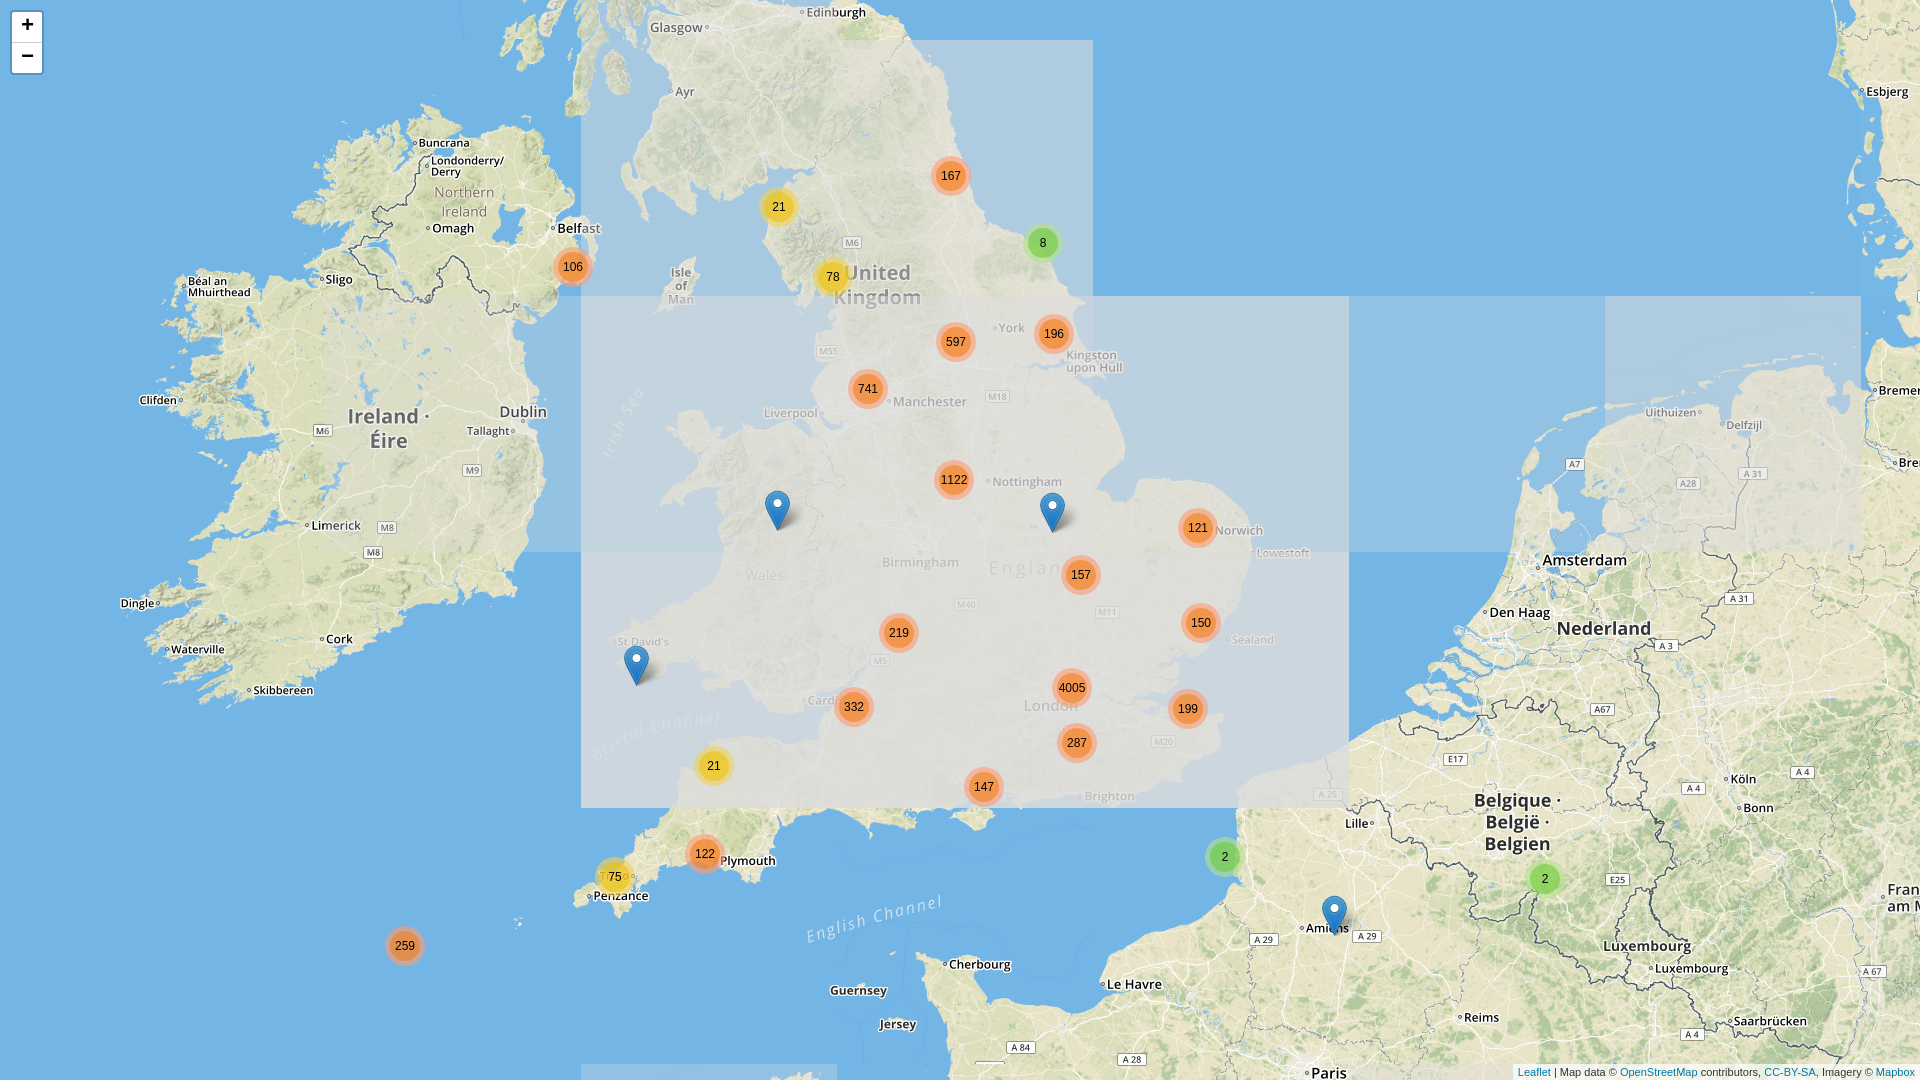 +
−
Edinburgh
Glasgow
Ayr
Esbjerg
Buncrana
Londonderry/
Derry
Northern
Ireland
167
21
Omagh
Belfast
M6
8
106
Isle
of
Man
78
United
Kingdom
Sligo
Béal an
Mhuirthead
York
196
597
M55
Kingston
upon Hull
741
Manchester
M18
Liverpool
Irish Sea
Clifden
Dublin
Ireland ·
Éire
M6
Tallaght
M9
Bremer
Uithuizen
Delfzijl
A7
A 31
A28
Bre
1122
Nottingham
Limerick
M8
M8
121
Norwich
Lowestoft
Birmingham
Englan
157
Wales
Amsterdam
A 31
Dingle
M40
M11
150
Den Haag
Nederland
Cork
Waterville
St David's
219
Sealand
A 3
M5
Skibbereen
4005
Cardi
332
London
199
A67
Bristol Channel
287
M20
E17
21
147
Brighton
A 25
A 4
Köln
A 4
Bonn
Belgique ·
België ·
Belgien
Lille
122
Plymouth
2
75
Penzance
2
E25
Fran
am M
English Channel
Amiens
A 29
A 29
259
Luxembourg
Luxembourg
A 67
Cherbourg
Le Havre
Guernsey
Jersey
Reims
Saarbrücken
A 84
A 28
A 4
Paris
Leaflet | Map data © OpenStreetMap contributors, CC-BY-SA, Imagery © Mapbox